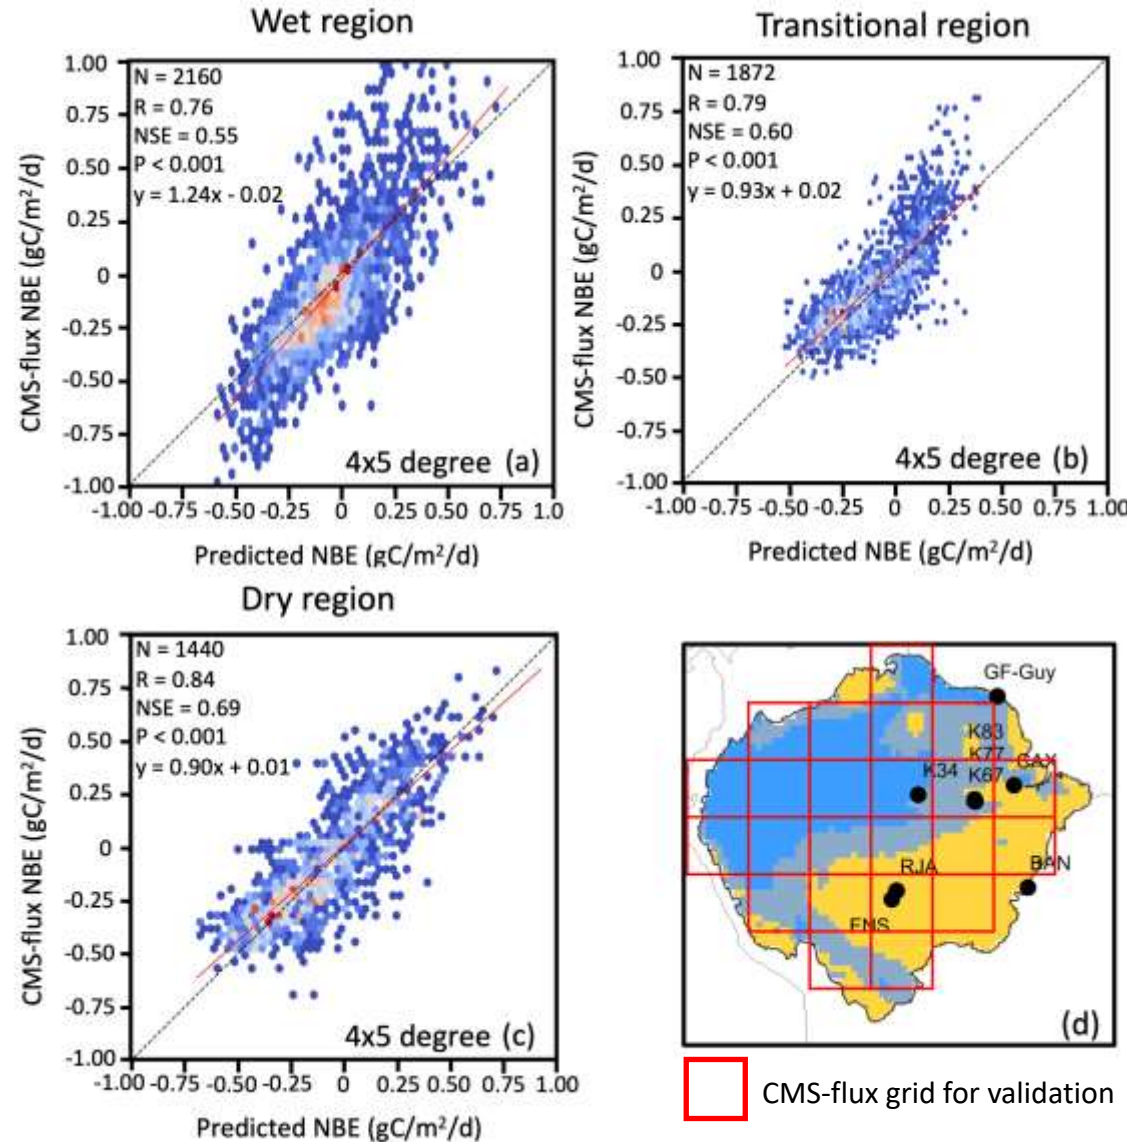 Wet region
1.00
0.75
0.50
0.25
0
-0.25
-0.50
-0.75
-1.00
CMS-flux NBE (gC/m²/d)
N = 2160
R = 0.76
NSE = 0.55
P < 0.001
y = 1.24x - 0.02
4x5 degree (a)
-1.00 -0.75 -0.50 -0.25 0 0.25 0.50 0.75 1.0
Predicted NBE (gC/m²/d)
Transitional region
1.00
0.75
0.50
0.25
0
-0.25
-0.50
-0.75
-1.00
CMS-flux NBE (gC/m²/d)
N = 1872
R = 0.79
NSE = 0.60
P < 0.001
y = 0.93x + 0.02
4x5 degree (b)
-1.00 -0.75 -0.50 -0.25 0 0.25 0.50 0.75 1.00
Predicted NBE (gC/m²/d)
Dry region
1.00
0.75
0.50
0.25
0
-0.25
-0.50
-0.75
-1.00
CMS-flux NBE (gC/m²/d)
N = 1440
R = 0.84
NSE = 0.69
P < 0.001
y = 0.90x + 0.01
4x5 degree (c)
-1.00 -0.75 -0.50 -0.25 0 0.25 0.50 0.75 1.00
Predicted NBE (gC/m²/d)
GF-Guy
K83
K77
CAX
K34
K67
RJA
BAN
FNS
(d)
CMS-flux grid for validation